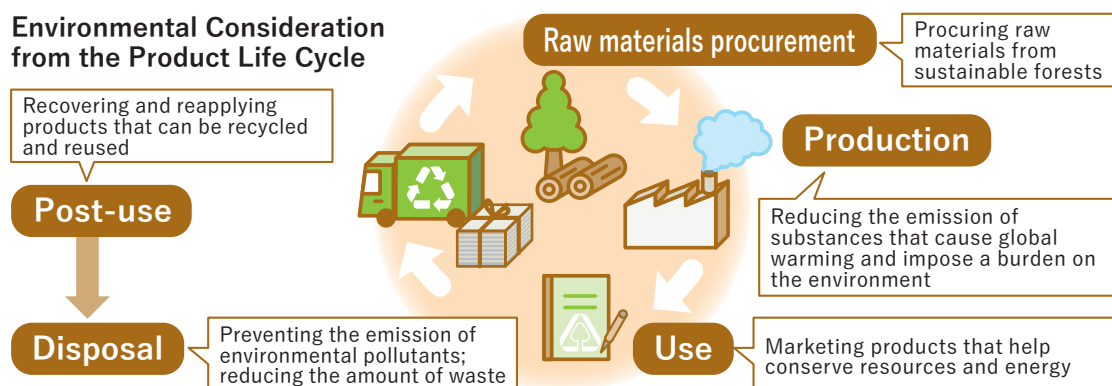 Environmental Consideration
from the Product Life Cycle
Raw materials procurement
Procuring raw
materials from
sustainable forests
Production
Reducing the emission of
substances that cause global
warming and impose a burden on
the environment
Use
Marketing products that help
conserve resources and energy
Recovering and reapplying
products that can be recycled
and reused
Post-use
Disposal
Preventing the emission of
environmental pollutants;
reducing the amount of waste